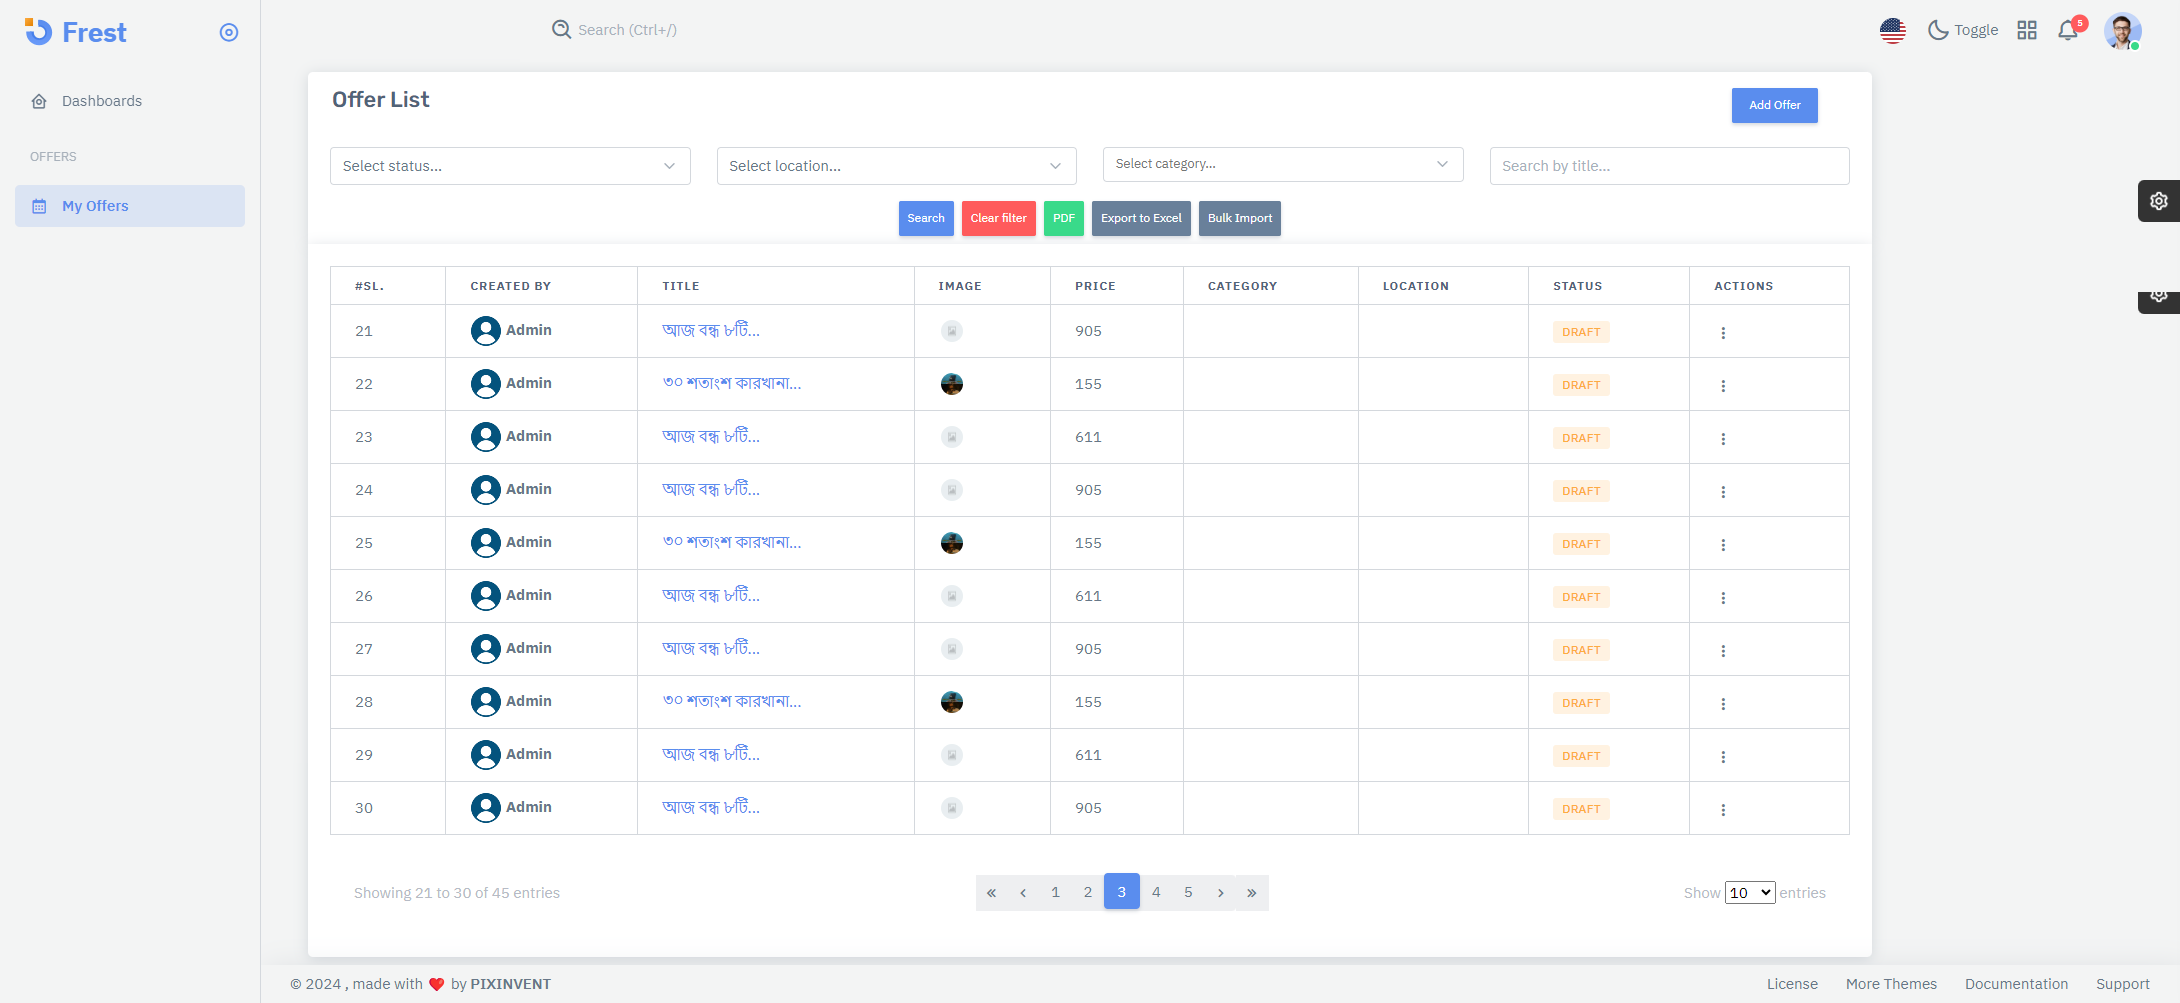 Frest
Search (Ctrl+/)
Toggle
5
Dashboards
OFFERS
My Offers
Offer List
Add Offer
Select status...
Select location...
Select category...
Search by title...
Search
Clear filter
PDF
Export to Excel
Bulk Import
#SL. CREATED BY TITLE IMAGE PRICE CATEGORY LOCATION STATUS ACTIONS
21 Admin আজ বন্ধ ৮টি... 905 DRAFT
22 Admin ৩০ শতাংশ কারখানা... 155 DRAFT
23 Admin আজ বন্ধ ৮টি... 611 DRAFT
24 Admin আজ বন্ধ ৮টি... 905 DRAFT
25 Admin ৩০ শতাংশ কারখানা... 155 DRAFT
26 Admin আজ বন্ধ ৮টি... 611 DRAFT
27 Admin আজ বন্ধ ৮টি... 905 DRAFT
28 Admin ৩০ শতাংশ কারখানা... 155 DRAFT
29 Admin আজ বন্ধ ৮টি... 611 DRAFT
30 Admin আজ বন্ধ ৮টি... 905 DRAFT
Showing 21 to 30 of 45 entries
« ‹ 1 2 3 4 5 › »
Show 10 entries
© 2024 , made with ❤️ by PIXINVENT
License More Themes Documentation Support